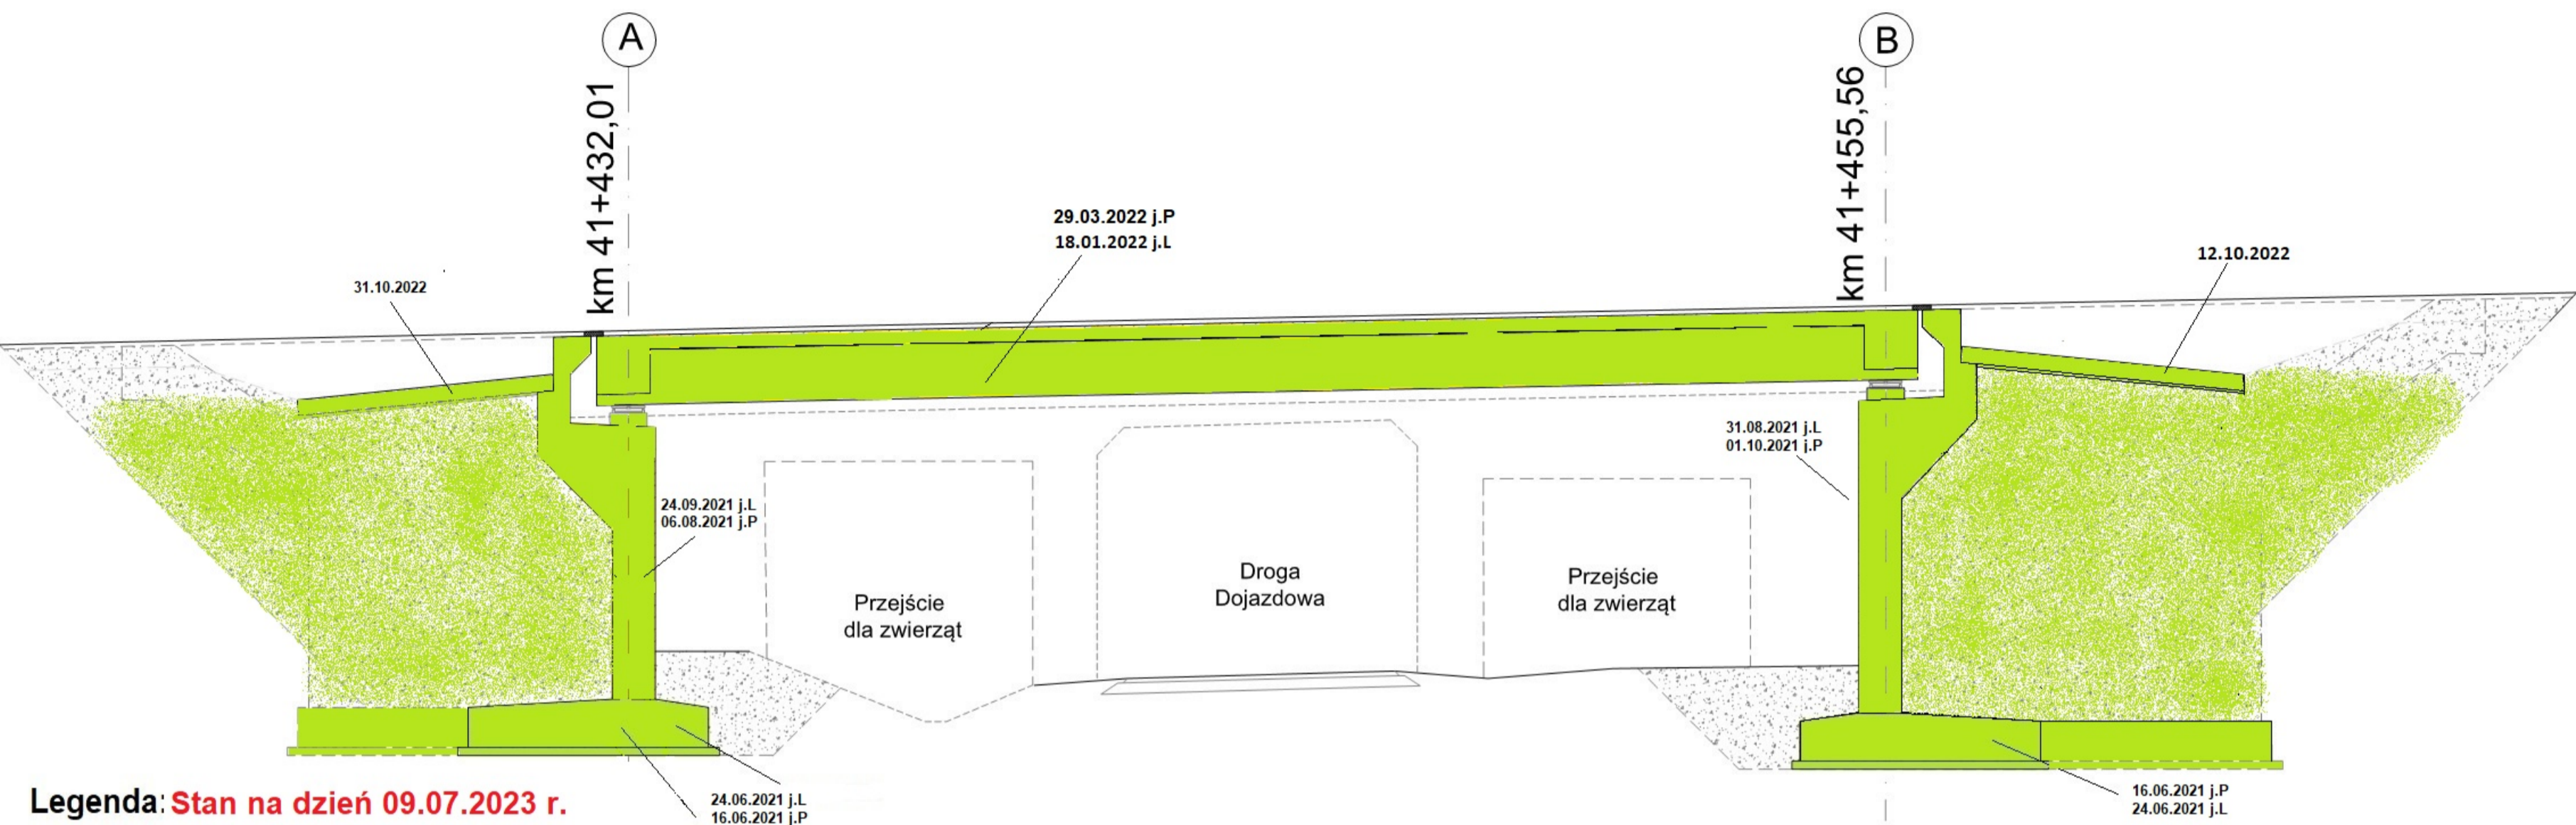 A
B
km 41+432,01
km 41+455,56
29.03.2022 j.P
18.01.2022 j.L
12.10.2022
31.10.2022
31.08.2021 j.L
01.10.2021 j.P
24.09.2021 j.L
06.08.2021 j.P
Przejście
dla zwierząt
Droga
Dojazdowa
Przejście
dla zwierząt
24.06.2021 j.L
16.06.2021 j.P
16.06.2021 j.P
24.06.2021 j.L
Legenda: Stan na dzień 09.07.2023 r.